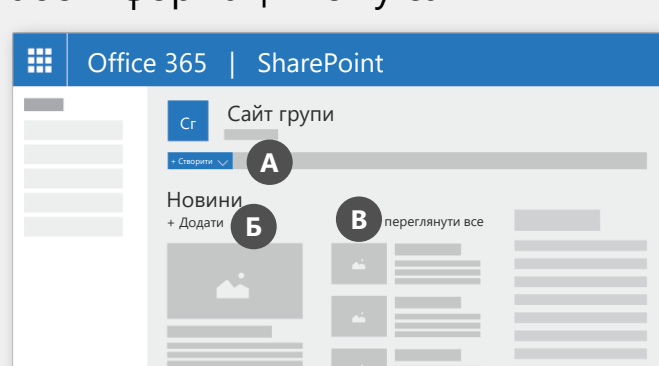 Office 365 | SharePoint
Сг
Сайт групи
+ Створити
А
Новини
+ Додати
Б
В
переглянути все